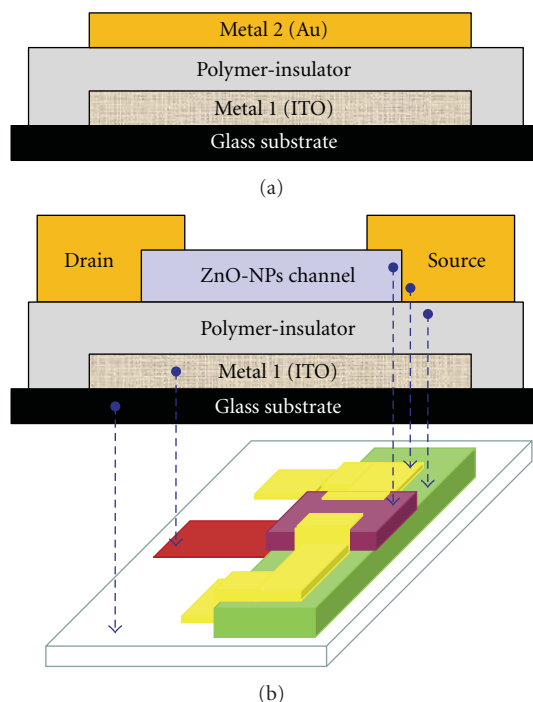 Metal 2 (Au)
Polymer-insulator
Metal 1 (ITO)
Glass substrate
(a)
Drain
Source
ZnO-NPs channel
Polymer-insulator
Metal 1 (ITO)
Glass substrate
(b)